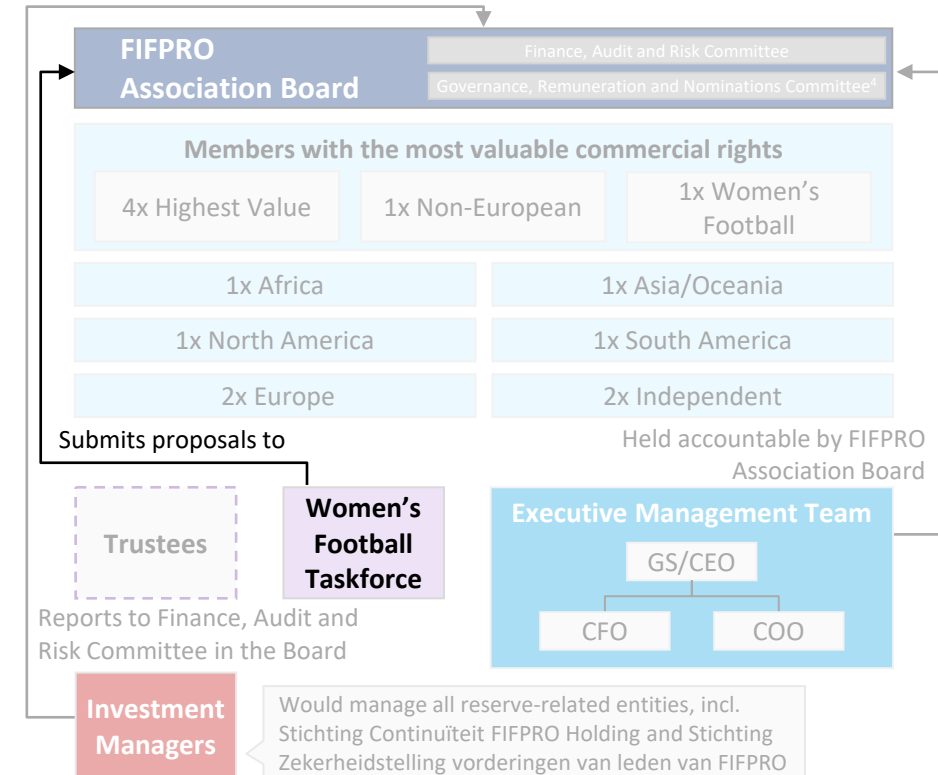 FIFPRO
Association Board
Finance, Audit and Risk Committee
Governance, Remuneration and Nominations Committee⁴
Members with the most valuable commercial rights
4x Highest Value
1x Non-European
1x Women's
Football
1x Africa
1x Asia/Oceania
1x North America
1x South America
2x Europe
2x Independent
Submits proposals to
Held accountable by FIFPRO
Association Board
Trustees
Women's
Football
Taskforce
Executive Management Team
GS/CEO
CFO
COO
Reports to Finance, Audit and
Risk Committee in the Board
Investment
Managers
Would manage all reserve-related entities, incl.
Stichting Continuïteit FIFPRO Holding and Stichting
Zekerheidstelling vorderingen van leden van FIFPRO